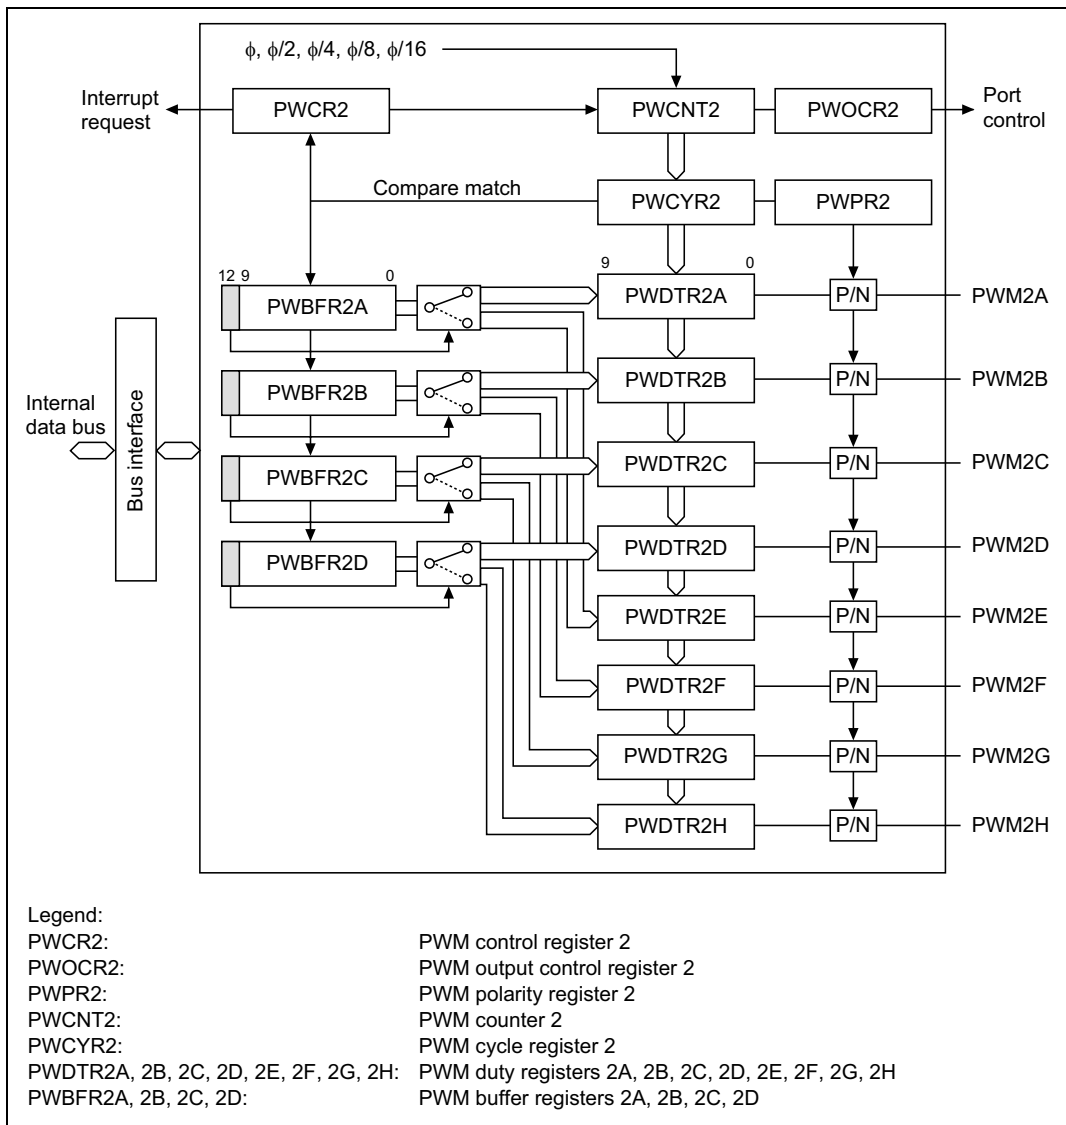 ϕ, ϕ/2, ϕ/4, ϕ/8, ϕ/16
Interrupt
request
PWCR2
PWCNT2
PWOCR2
Port
control
Compare match
PWCYR2
PWPR2
12 9 0
9 0
PWBFR2A
PWDTR2A
P/N
PWM2A
PWBFR2B
PWDTR2B
P/N
PWM2B
Internal
data bus
Bus interface
PWBFR2C
PWDTR2C
P/N
PWM2C
PWBFR2D
PWDTR2D
P/N
PWM2D
PWDTR2E
P/N
PWM2E
PWDTR2F
P/N
PWM2F
PWDTR2G
P/N
PWM2G
PWDTR2H
P/N
PWM2H
Legend:
PWCR2: PWM control register 2
PWOCR2: PWM output control register 2
PWPR2: PWM polarity register 2
PWCNT2: PWM counter 2
PWCYR2: PWM cycle register 2
PWDTR2A, 2B, 2C, 2D, 2E, 2F, 2G, 2H: PWM duty registers 2A, 2B, 2C, 2D, 2E, 2F, 2G, 2H
PWBFR2A, 2B, 2C, 2D: PWM buffer registers 2A, 2B, 2C, 2D